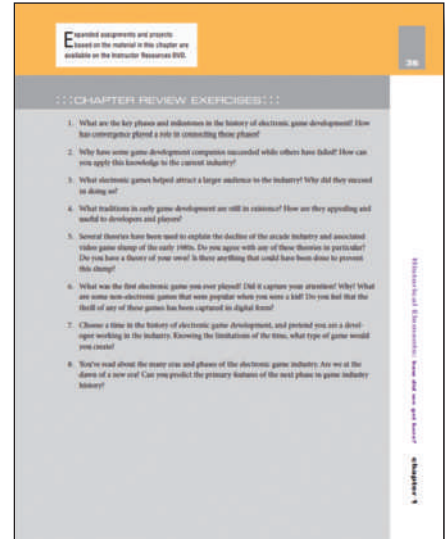 Expanded assignments and projects
based on the material in this chapter are
available on the Instructor Resources DVD.
:::CHAPTER REVIEW EXERCISES:::
1. What are the key phases and milestones in the history of electronic game development? How
has convergence played a role in connecting these phases?
2. Why have some game development companies succeeded while others have failed? How can
you apply this knowledge to the current industry?
3. What electronic games helped attract a larger audience to the industry? Why did they succeed
in doing so?
4. What traditions in early game development are still in existence? How are they appealing and
useful to developers and players?
5. Several theories have been used to explain the decline of the arcade industry and associated
video game slump of the early 1980s. Do you agree with any of these theories in particular?
Do you have a theory of your own? Is there anything that could have been done to prevent
this slump?
6. What was the first electronic game you ever played? Did it capture your attention? Why? What
are some non-electronic games that were popular when you were a kid? Do you feel that the
thrill of any of these games has been captured in digital form?
7. Choose a time in the history of electronic game development, and pretend you are a devel-
oper working in the industry. Knowing the limitations of the time, what type of game would
you create?
8. You've read about the many eras and phases of the electronic game industry. Are we at the
dawn of a new era? Can you predict the primary features of the next phase in game industry
history?
Historical Elements: how did we get here? chapter 1